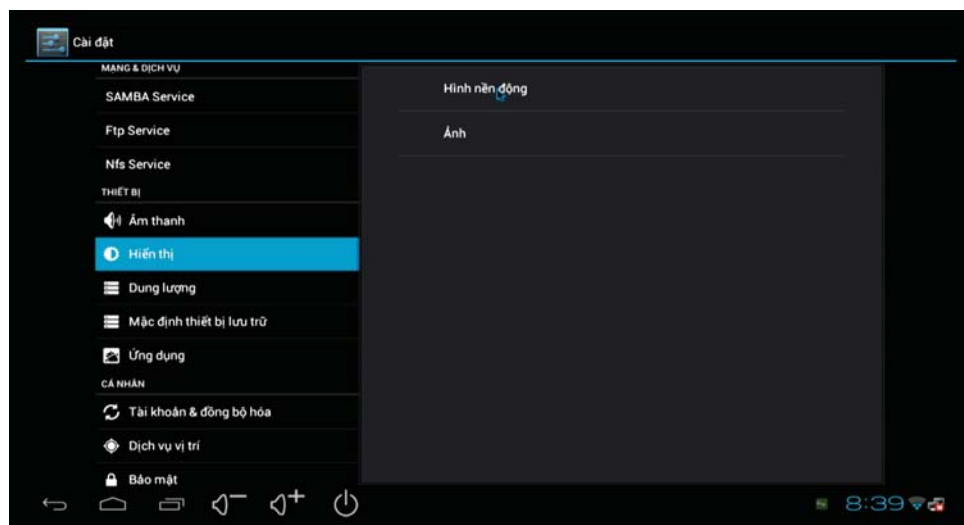 Cài đặt
MẠNG & DỊCH VỤ
SAMBA Service
Ftp Service
Nfs Service
THIẾT BỊ
Âm thanh
Hiển thị
Dung lượng
Mặc định thiết bị lưu trữ
Ứng dụng
CÁ NHÂN
Tài khoản & đồng bộ hóa
Dịch vụ vị trí
Bảo mật
Hình nền động
Ảnh
8:39